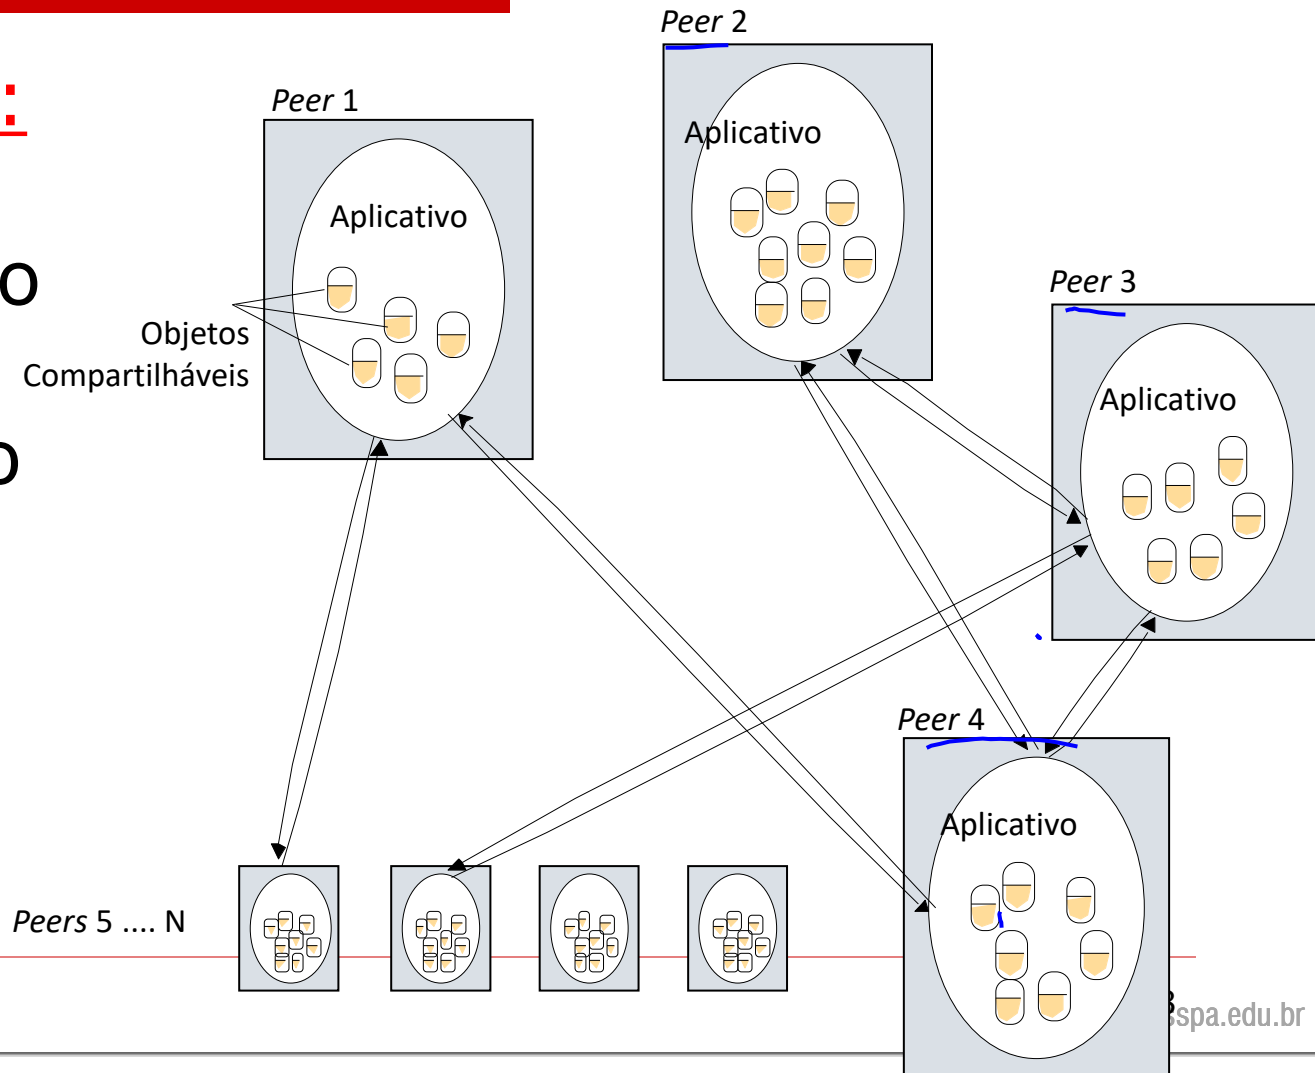 Peer 2
Peer 1
:
Aplicativo
Aplicativo
o
Peer 3
Objetos
Compartilháveis
Aplicativo
o
Peer 4
Aplicativo
Peers 5 .... N
spa.edu.br